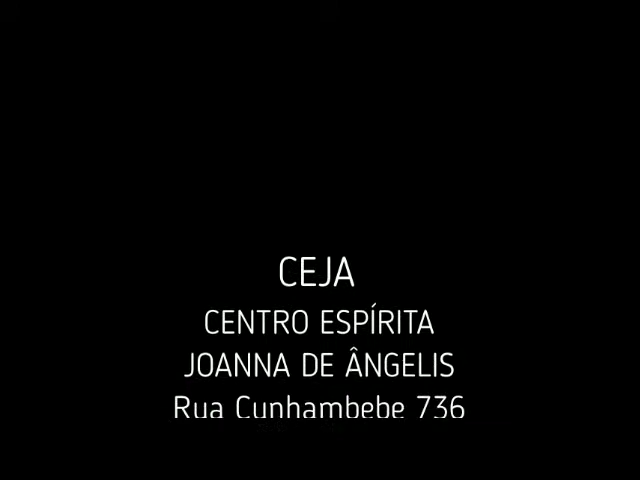 CEJA
CENTRO ESPÍRITA
JOANNA DE ÂNGELIS
Rua Cunhambebe 736